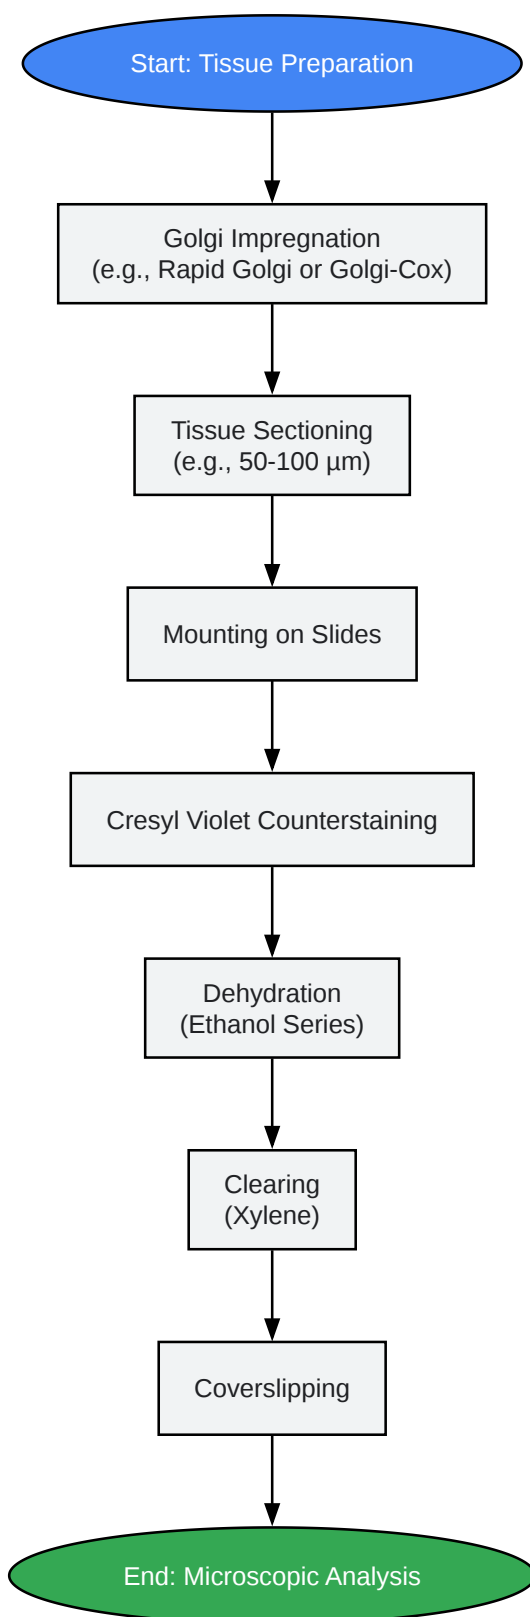 Start: Tissue Preparation
Golgi Impregnation
(e.g., Rapid Golgi or Golgi-Cox)
Tissue Sectioning
(e.g., 50-100 µm)
Mounting on Slides
Cresyl Violet Counterstaining
Dehydration
(Ethanol Series)
Clearing
(Xylene)
Coverslipping
End: Microscopic Analysis